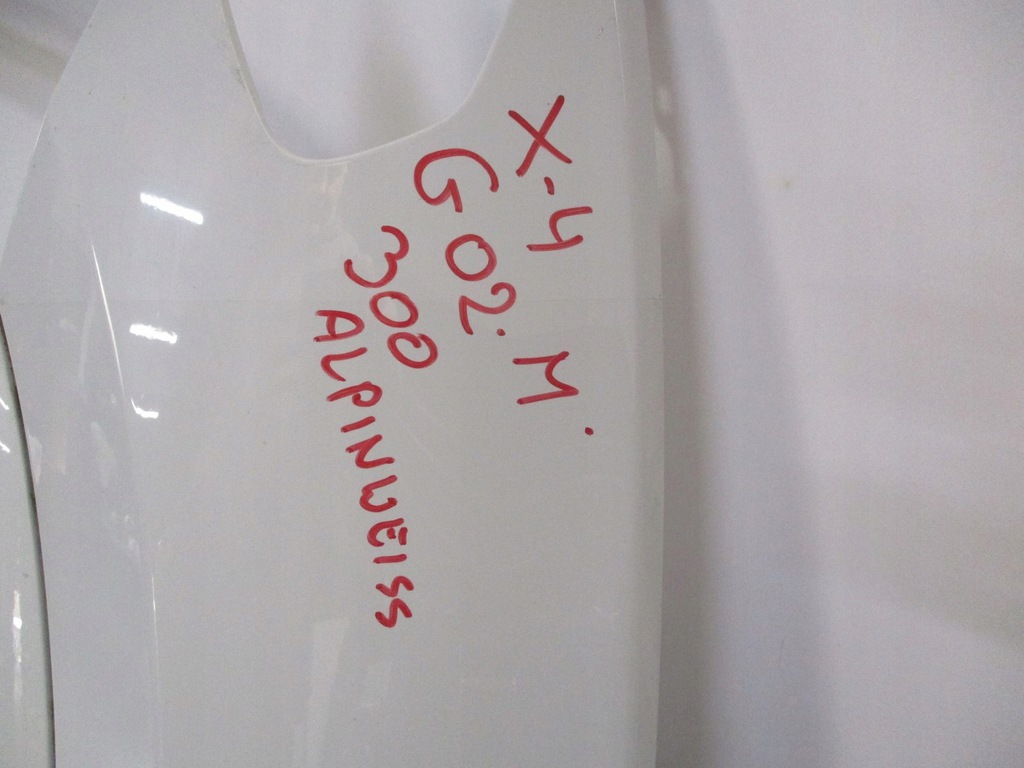 X-4
G02. M.
300
ALPINWEISS